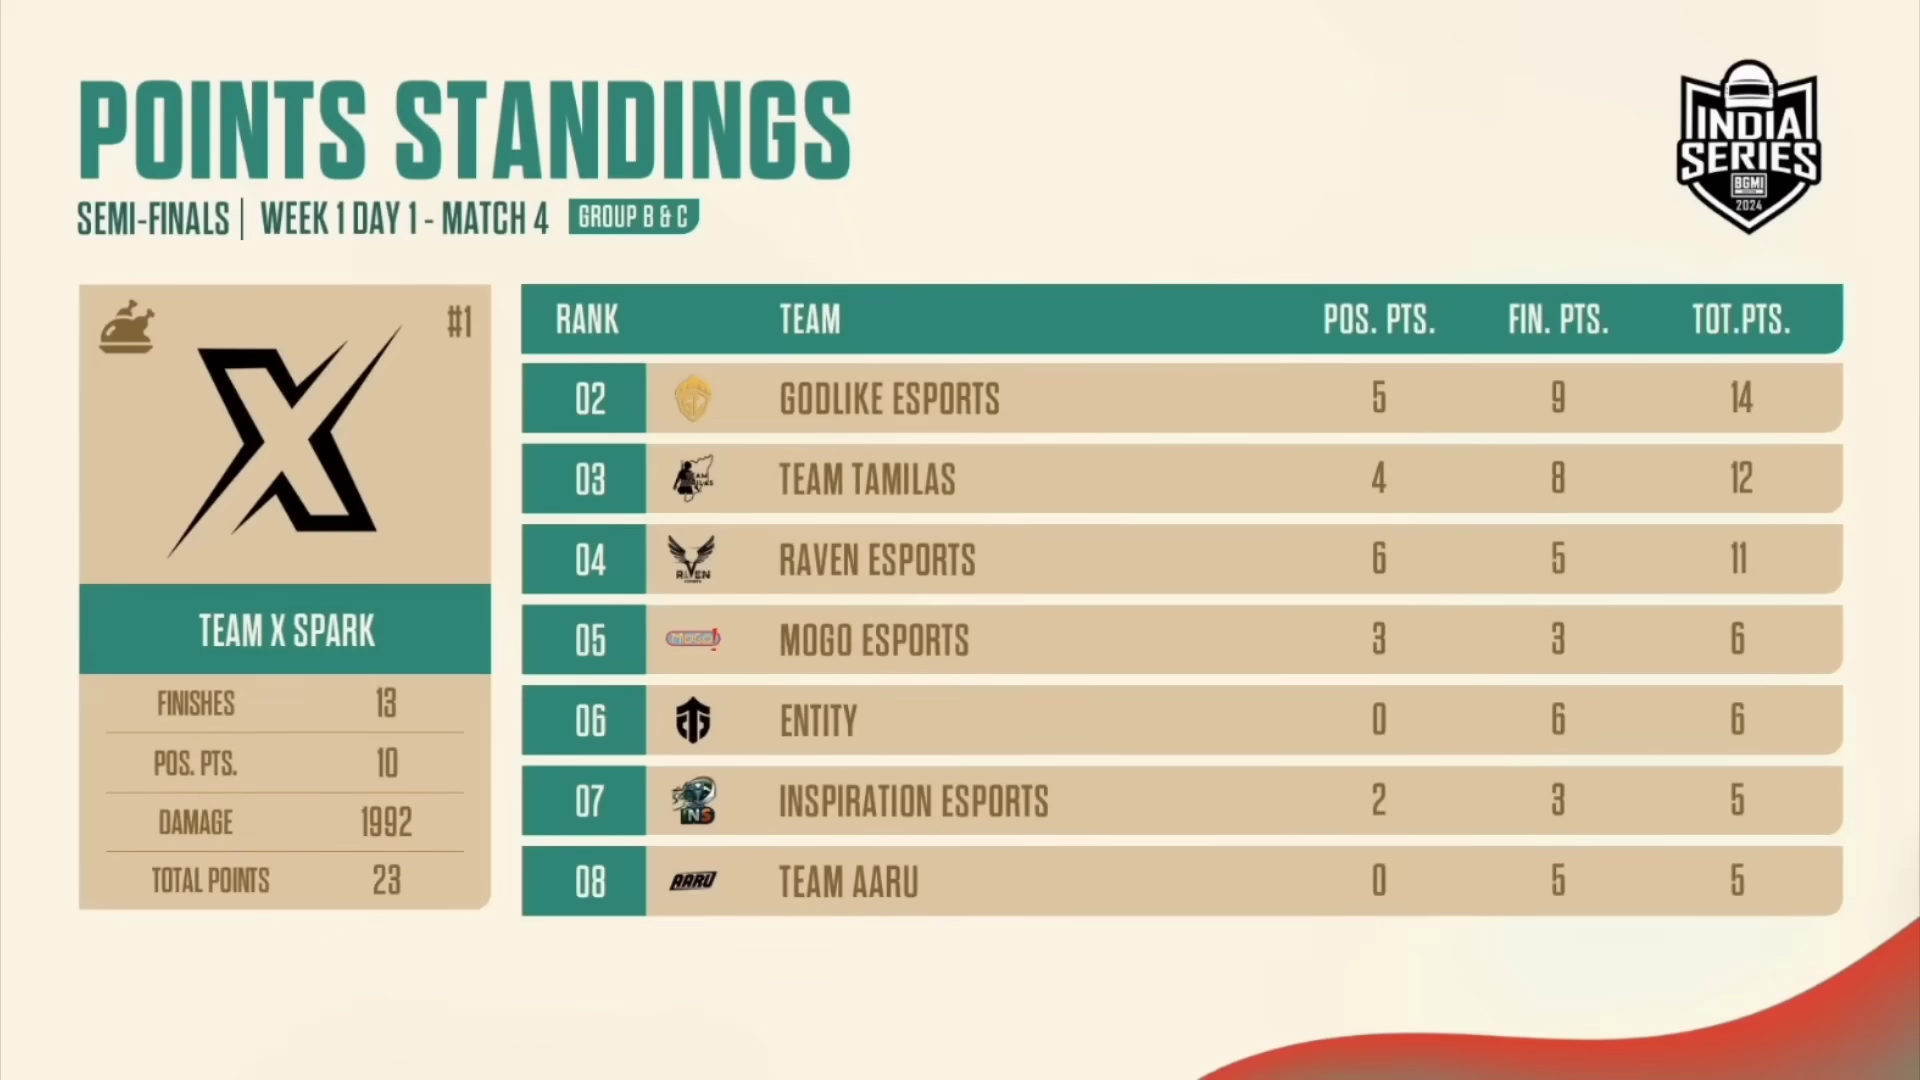 POINTS STANDINGS
SEMI-FINALS | WEEK 1 DAY 1 - MATCH 4 GROUP B & C
INDIA
SERIES
BGMI
2024
#1
TEAM X SPARK
FINISHES 13
POS. PTS. 10
DAMAGE 1992
TOTAL POINTS 23
RANK TEAM POS. PTS. FIN. PTS. TOT.PTS.
02 GODLIKE ESPORTS 5 9 14
03 TEAM TAMILAS 4 8 12
04 RAVEN ESPORTS 6 5 11
05 MOGO ESPORTS 3 3 6
06 ENTITY 0 6 6
07 INSPIRATION ESPORTS 2 3 5
08 AARU TEAM AARU 0 5 5